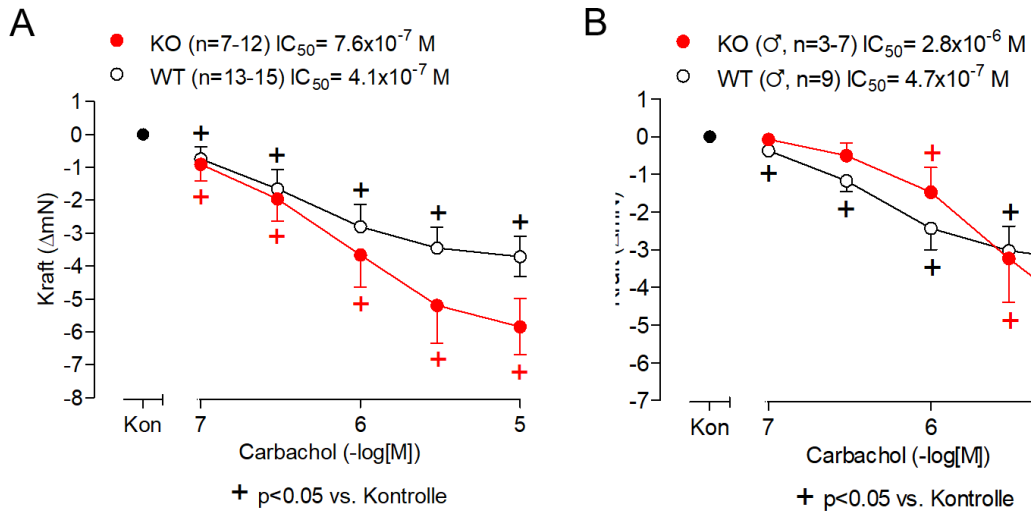 A
KO (n=7-12) IC50= 7.6x10-7 M
WT (n=13-15) IC50= 4.1x10-7 M
1
0
-1
-2
-3
-4
-5
-6
-7
-8
Kraft (ΔmN)
Kon
7
6
5
Carbachol (-log[M])
+ p<0.05 vs. Kontrolle
B
KO (♂, n=3-7) IC50= 2.8x10-6 M
WT (♂, n=9) IC50= 4.7x10-7 M
1
0
-1
-2
-3
-4
-5
-6
-7
Kraft (ΔmN)
Kon
7
6
Carbachol (-log[M])
+ p<0.05 vs. Kontrolle